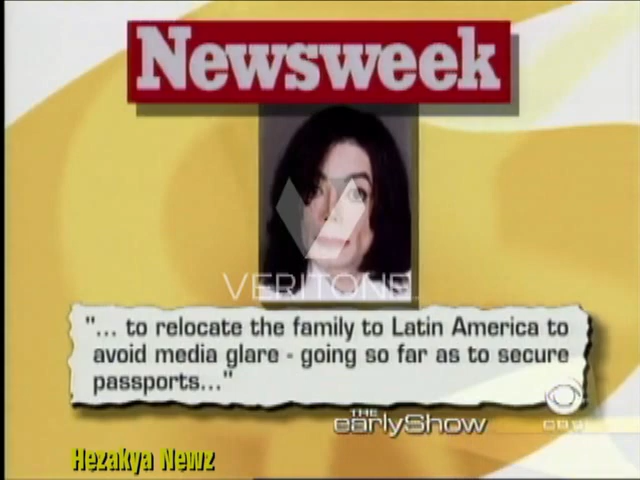 Newsweek
VERITONE
"... to relocate the family to Latin America to
avoid media glare - going so far as to secure
passports..."
THE
earlyShow
Hezakya Newz